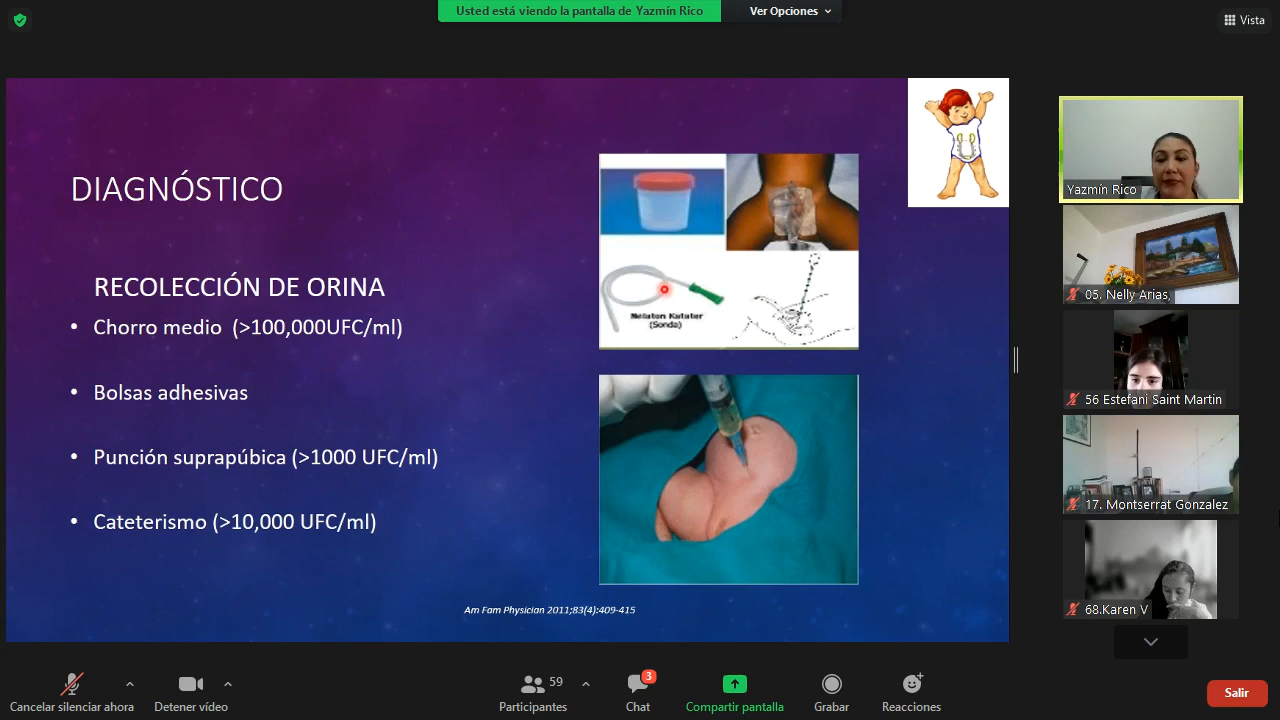 Usted está viendo la pantalla de Yazmín Rico
Ver Opciones
Vista
DIAGNÓSTICO
RECOLECCIÓN DE ORINA
• Chorro medio (>100,000UFC/ml)
• Bolsas adhesivas
• Punción suprapúbica (>1000 UFC/ml)
• Cateterismo (>10,000 UFC/ml)
Nelaton Kateter
(Sonda)
Am Fam Physician 2011;83(4):409-415
Yazmín Rico
05. Nelly Arias,
56 Estefani Saint Martin
17. Montserrat Gonzalez
68.Karen V
Cancelar silenciar ahora
Detener vídeo
Participantes
59
Chat
3
Compartir pantalla
Grabar
Reacciones
Salir